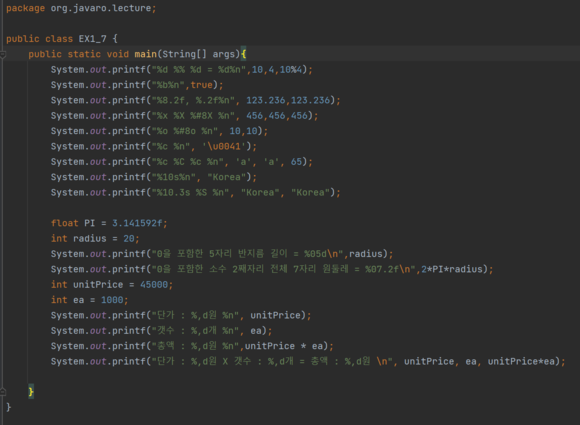 package org.javaro.lecture;
public class EX1_7 {
public static void main(String[] args){
System.out.printf("%d %% %d = %d%n",10,4,10%4);
System.out.printf("%b%n",true);
System.out.printf("%8.2f, %.2f%n", 123.236,123.236);
System.out.printf("%x %X %#8X %n", 456,456,456);
System.out.printf("%o %#8o %n", 10,10);
System.out.printf("%c %n", '\u0041');
System.out.printf("%c %C %c %n", 'a', 'a', 65);
System.out.printf("%10s%n", "Korea");
System.out.printf("%10.3s %S %n", "Korea", "Korea");
float PI = 3.141592f;
int radius = 20;
System.out.printf("0을 포함한 5자리 반지름 길이 = %05d\n",radius);
System.out.printf("0을 포함한 소수 2째자리 전체 7자리 원둘레 = %07.2f\n",2*PI*radius);
int unitPrice = 45000;
int ea = 1000;
System.out.printf("단가 : %,d원 %n", unitPrice);
System.out.printf("갯수 : %,d개 %n", ea);
System.out.printf("총액 : %,d원 %n",unitPrice * ea);
System.out.printf("단가 : %,d원 X 갯수 : %,d개 = 총액 : %,d원 \n", unitPrice, ea, unitPrice*ea);
}
}